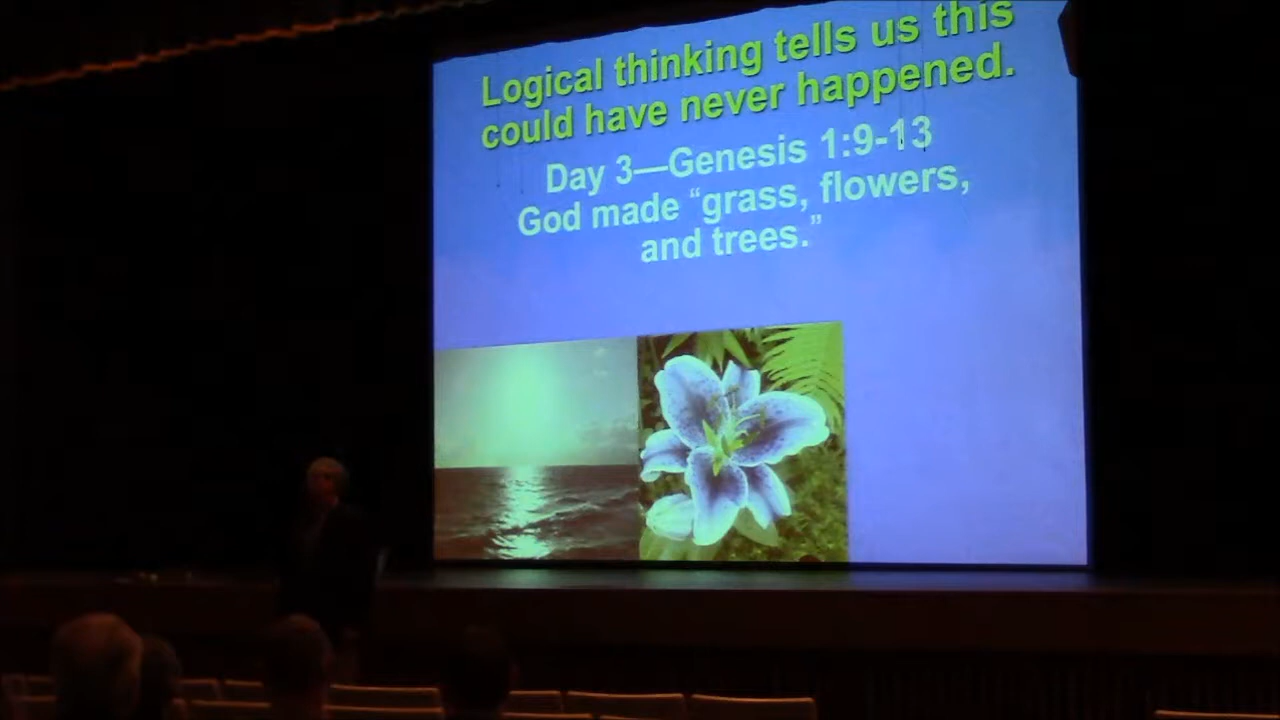 Logical thinking tells us this
could have never happened.
Day 3—Genesis 1:9-13
God made “grass, flowers,
and trees.”